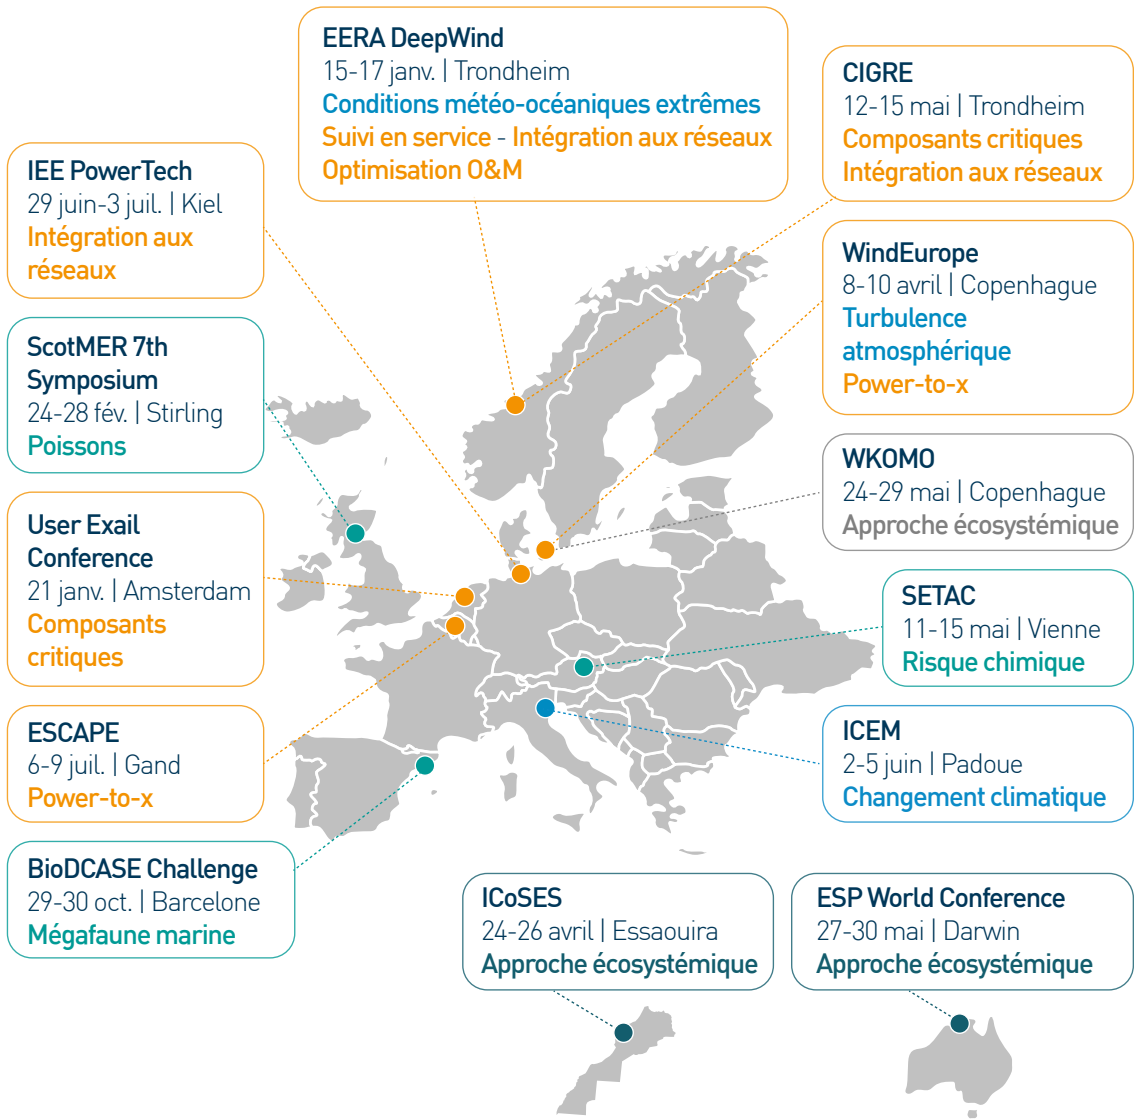 EERA DeepWind
15-17 janv. | Trondheim
Conditions météo-océaniques extrêmes
Suivi en service - Intégration aux réseaux
Optimisation O&M
CIGRE
12-15 mai | Trondheim
Composants critiques
Intégration aux réseaux
IEE PowerTech
29 juin-3 juil. | Kiel
Intégration aux
réseaux
WindEurope
8-10 avril | Copenhague
Turbulence
atmosphérique
Power-to-x
ScotMER 7th
Symposium
24-28 fév. | Stirling
Poissons
WKOMO
24-29 mai | Copenhague
Approche écosystémique
User Exail
Conference
21 janv. | Amsterdam
Composants
critiques
SETAC
11-15 mai | Vienne
Risque chimique
ESCAPE
6-9 juil. | Gand
Power-to-x
ICEM
2-5 juin | Padoue
Changement climatique
BioDCASE Challenge
29-30 oct. | Barcelone
Mégafaune marine
ICoSES
24-26 avril | Essaouira
Approche écosystémique
ESP World Conference
27-30 mai | Darwin
Approche écosystémique